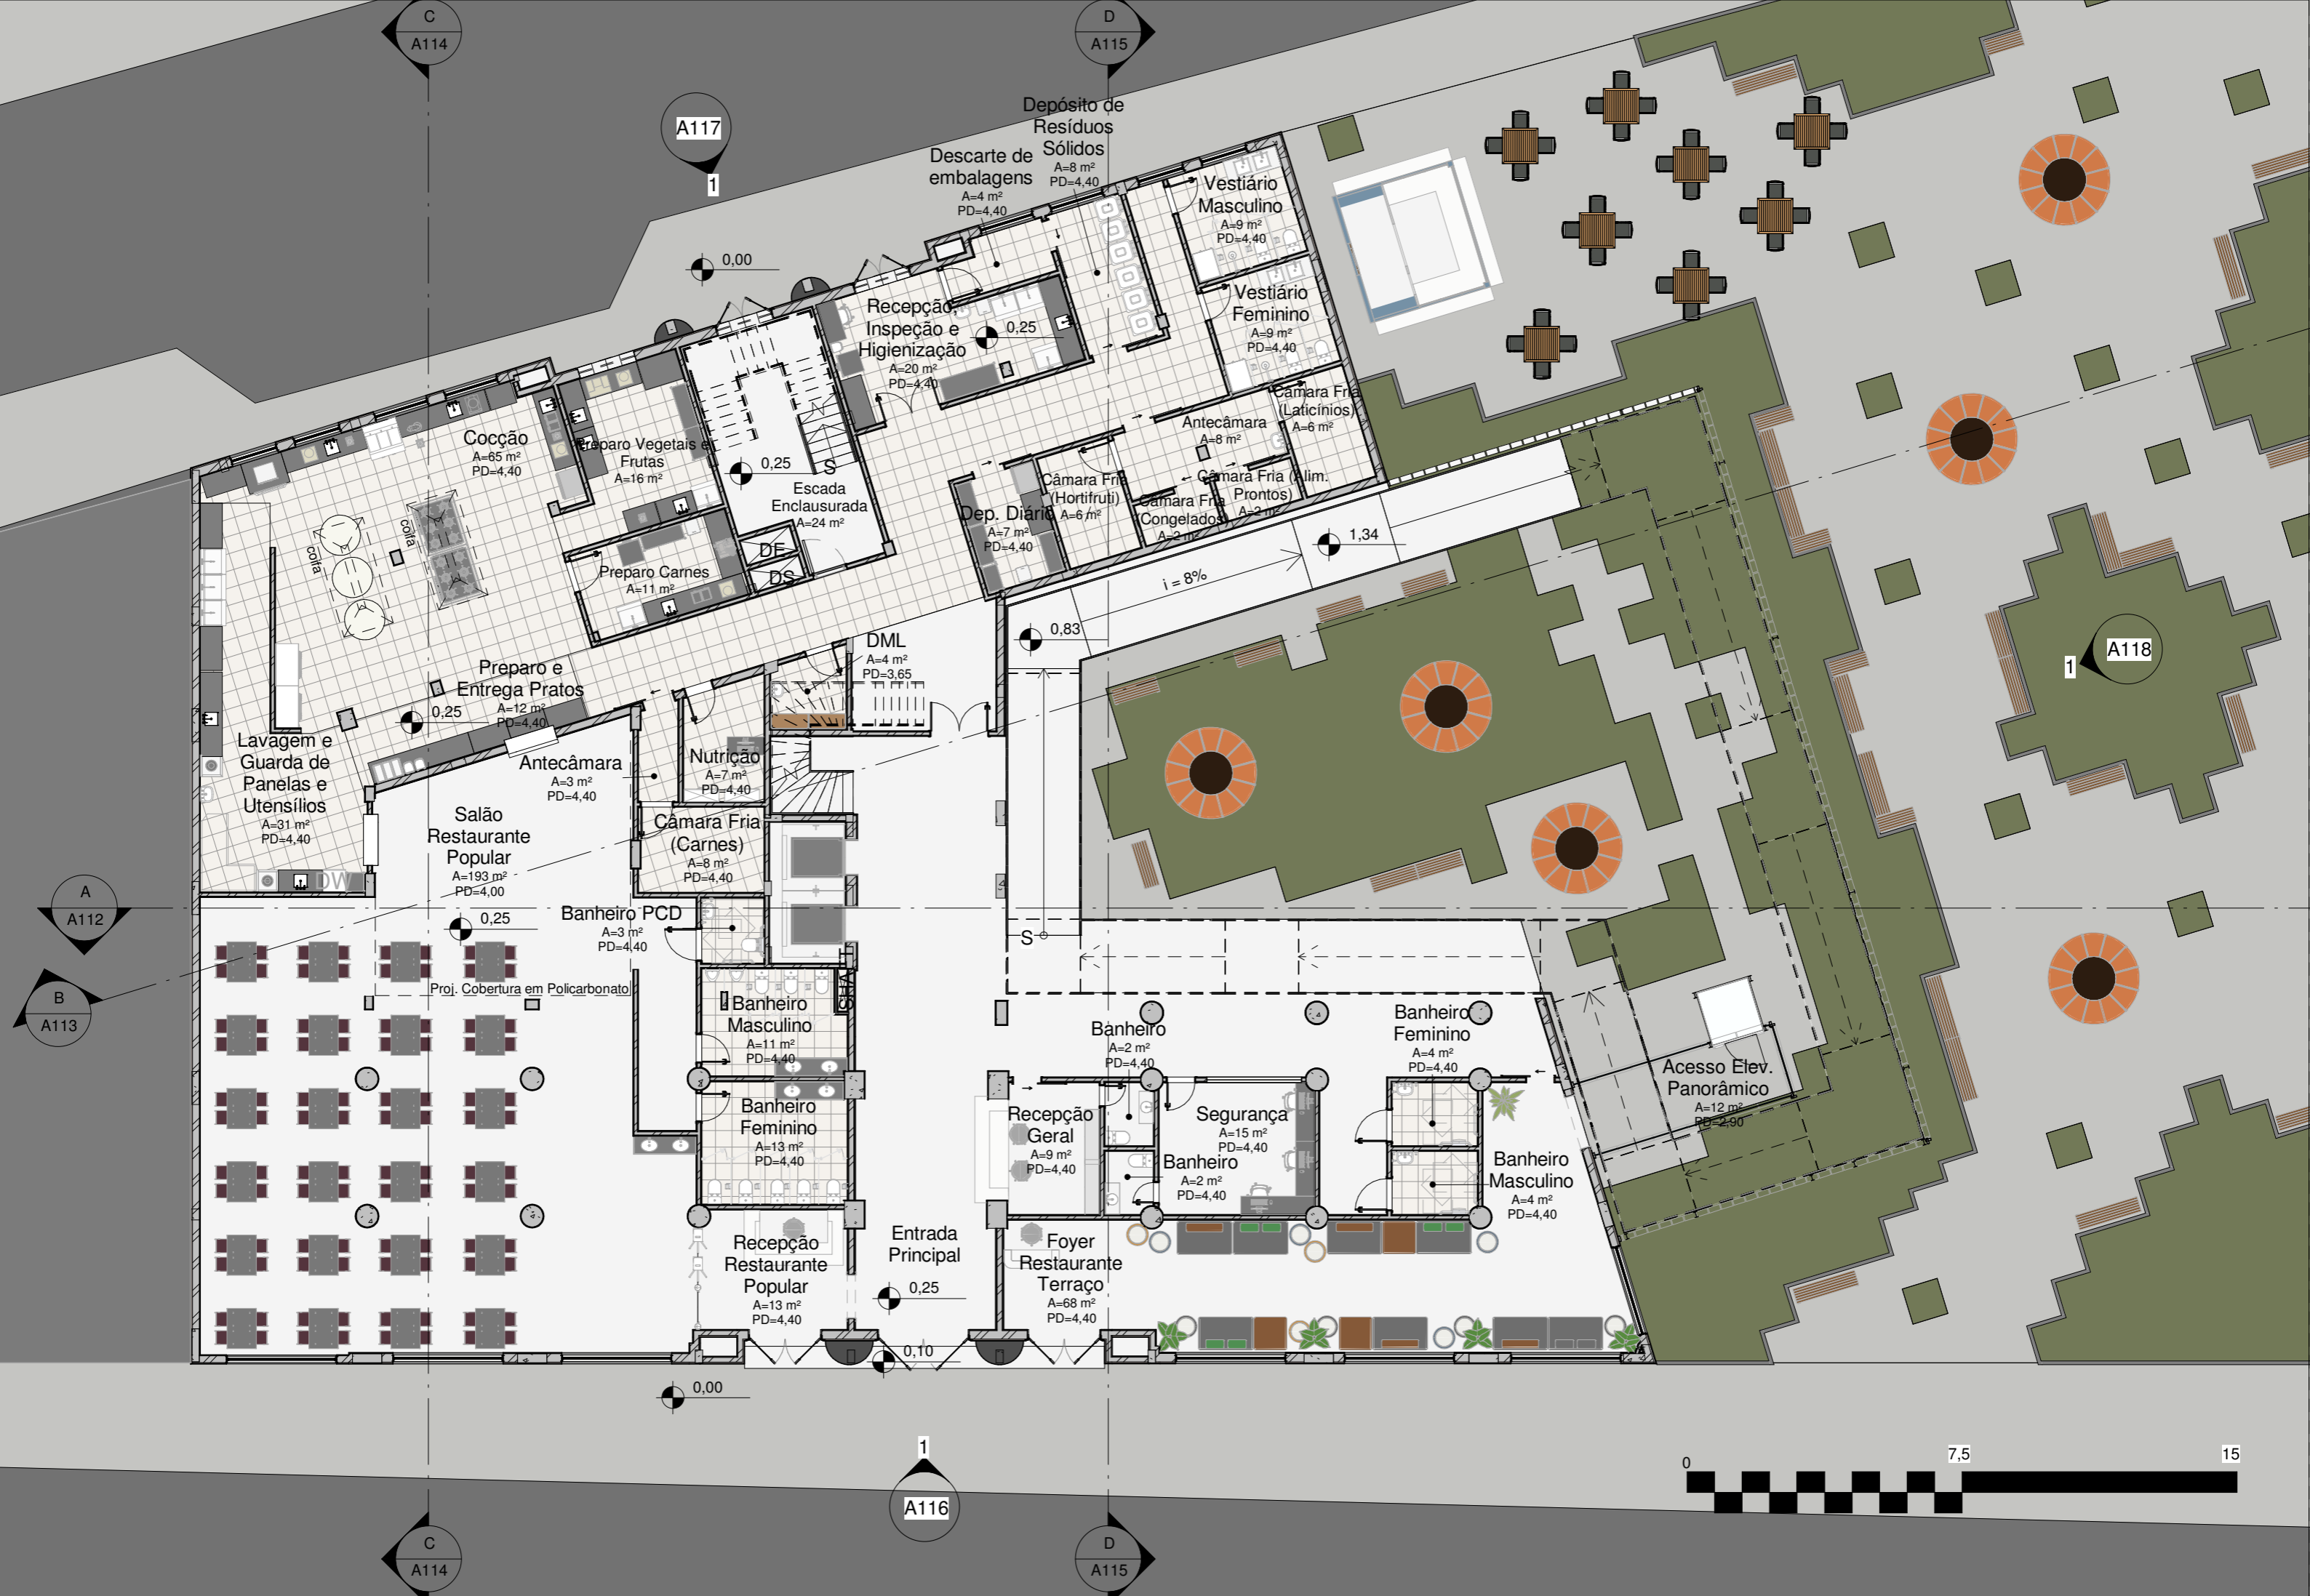 C
A114
D
A115
A117
1
Depósito de
Resíduos
Sólidos
A=8 m²
PD=4,40
Descarte de
embalagens
A=4 m²
PD=4,40
Vestiário
Masculino
A=9 m²
PD=4,40
0,00
Recepção,
Inspeção e
Higienização
A=20 m²
PD=4,40
0,25
Vestiário
Feminino
A=9 m²
PD=4,40
Câmara Fria
(Laticínios)
A=6 m²
Antecâmara
A=8 m²
Cocção
A=65 m²
PD=4,40
Preparo Vegetais e
Frutas
A=16 m²
0,25
S
Escada
Enclausurada
A=24 m²
Câmara Fria
(Hortifruti)
A=6 m²
Câmara Fria (Alim.
Prontos)
A=2 m²
Câmara Fria
(Congelados)
A=2 m²
Dep. Diário
A=7 m²
PD=4,40
coifa
coifa
DE
DS
Preparo Carnes
A=11 m²
1,34
i = 8%
0,83
DML
A=4 m²
PD=3,65
A118
1
Preparo e
Entrega Pratos
A=12 m²
PD=4,40
0,25
Lavagem e
Guarda de
Panelas e
Utensílios
A=31 m²
PD=4,40
Antecâmara
A=3 m²
PD=4,40
Nutrição
A=7 m²
PD=4,40
Salão
Restaurante
Popular
A=193 m²
PD=4,00
Câmara Fria
(Carnes)
A=8 m²
PD=4,40
DW
A
A112
0,25
Banheiro PCD
A=3 m²
PD=4,40
S
B
A113
Proj. Cobertura em Policarbonato
Banheiro
Masculino
A=11 m²
PD=4,40
Banheiro
A=2 m²
PD=4,40
Banheiro
Feminino
A=4 m²
PD=4,40
Acesso Elev.
Panorâmico
A=12 m²
PD=2,90
Banheiro
Feminino
A=13 m²
PD=4,40
Recepção
Geral
A=9 m²
PD=4,40
Segurança
A=15 m²
PD=4,40
Banheiro
A=2 m²
PD=4,40
Banheiro
Masculino
A=4 m²
PD=4,40
Recepção
Restaurante
Popular
A=13 m²
PD=4,40
Entrada
Principal
0,25
Foyer
Restaurante
Terraço
A=68 m²
PD=4,40
0,10
0,00
1
A116
0
7,5
15
C
A114
D
A115